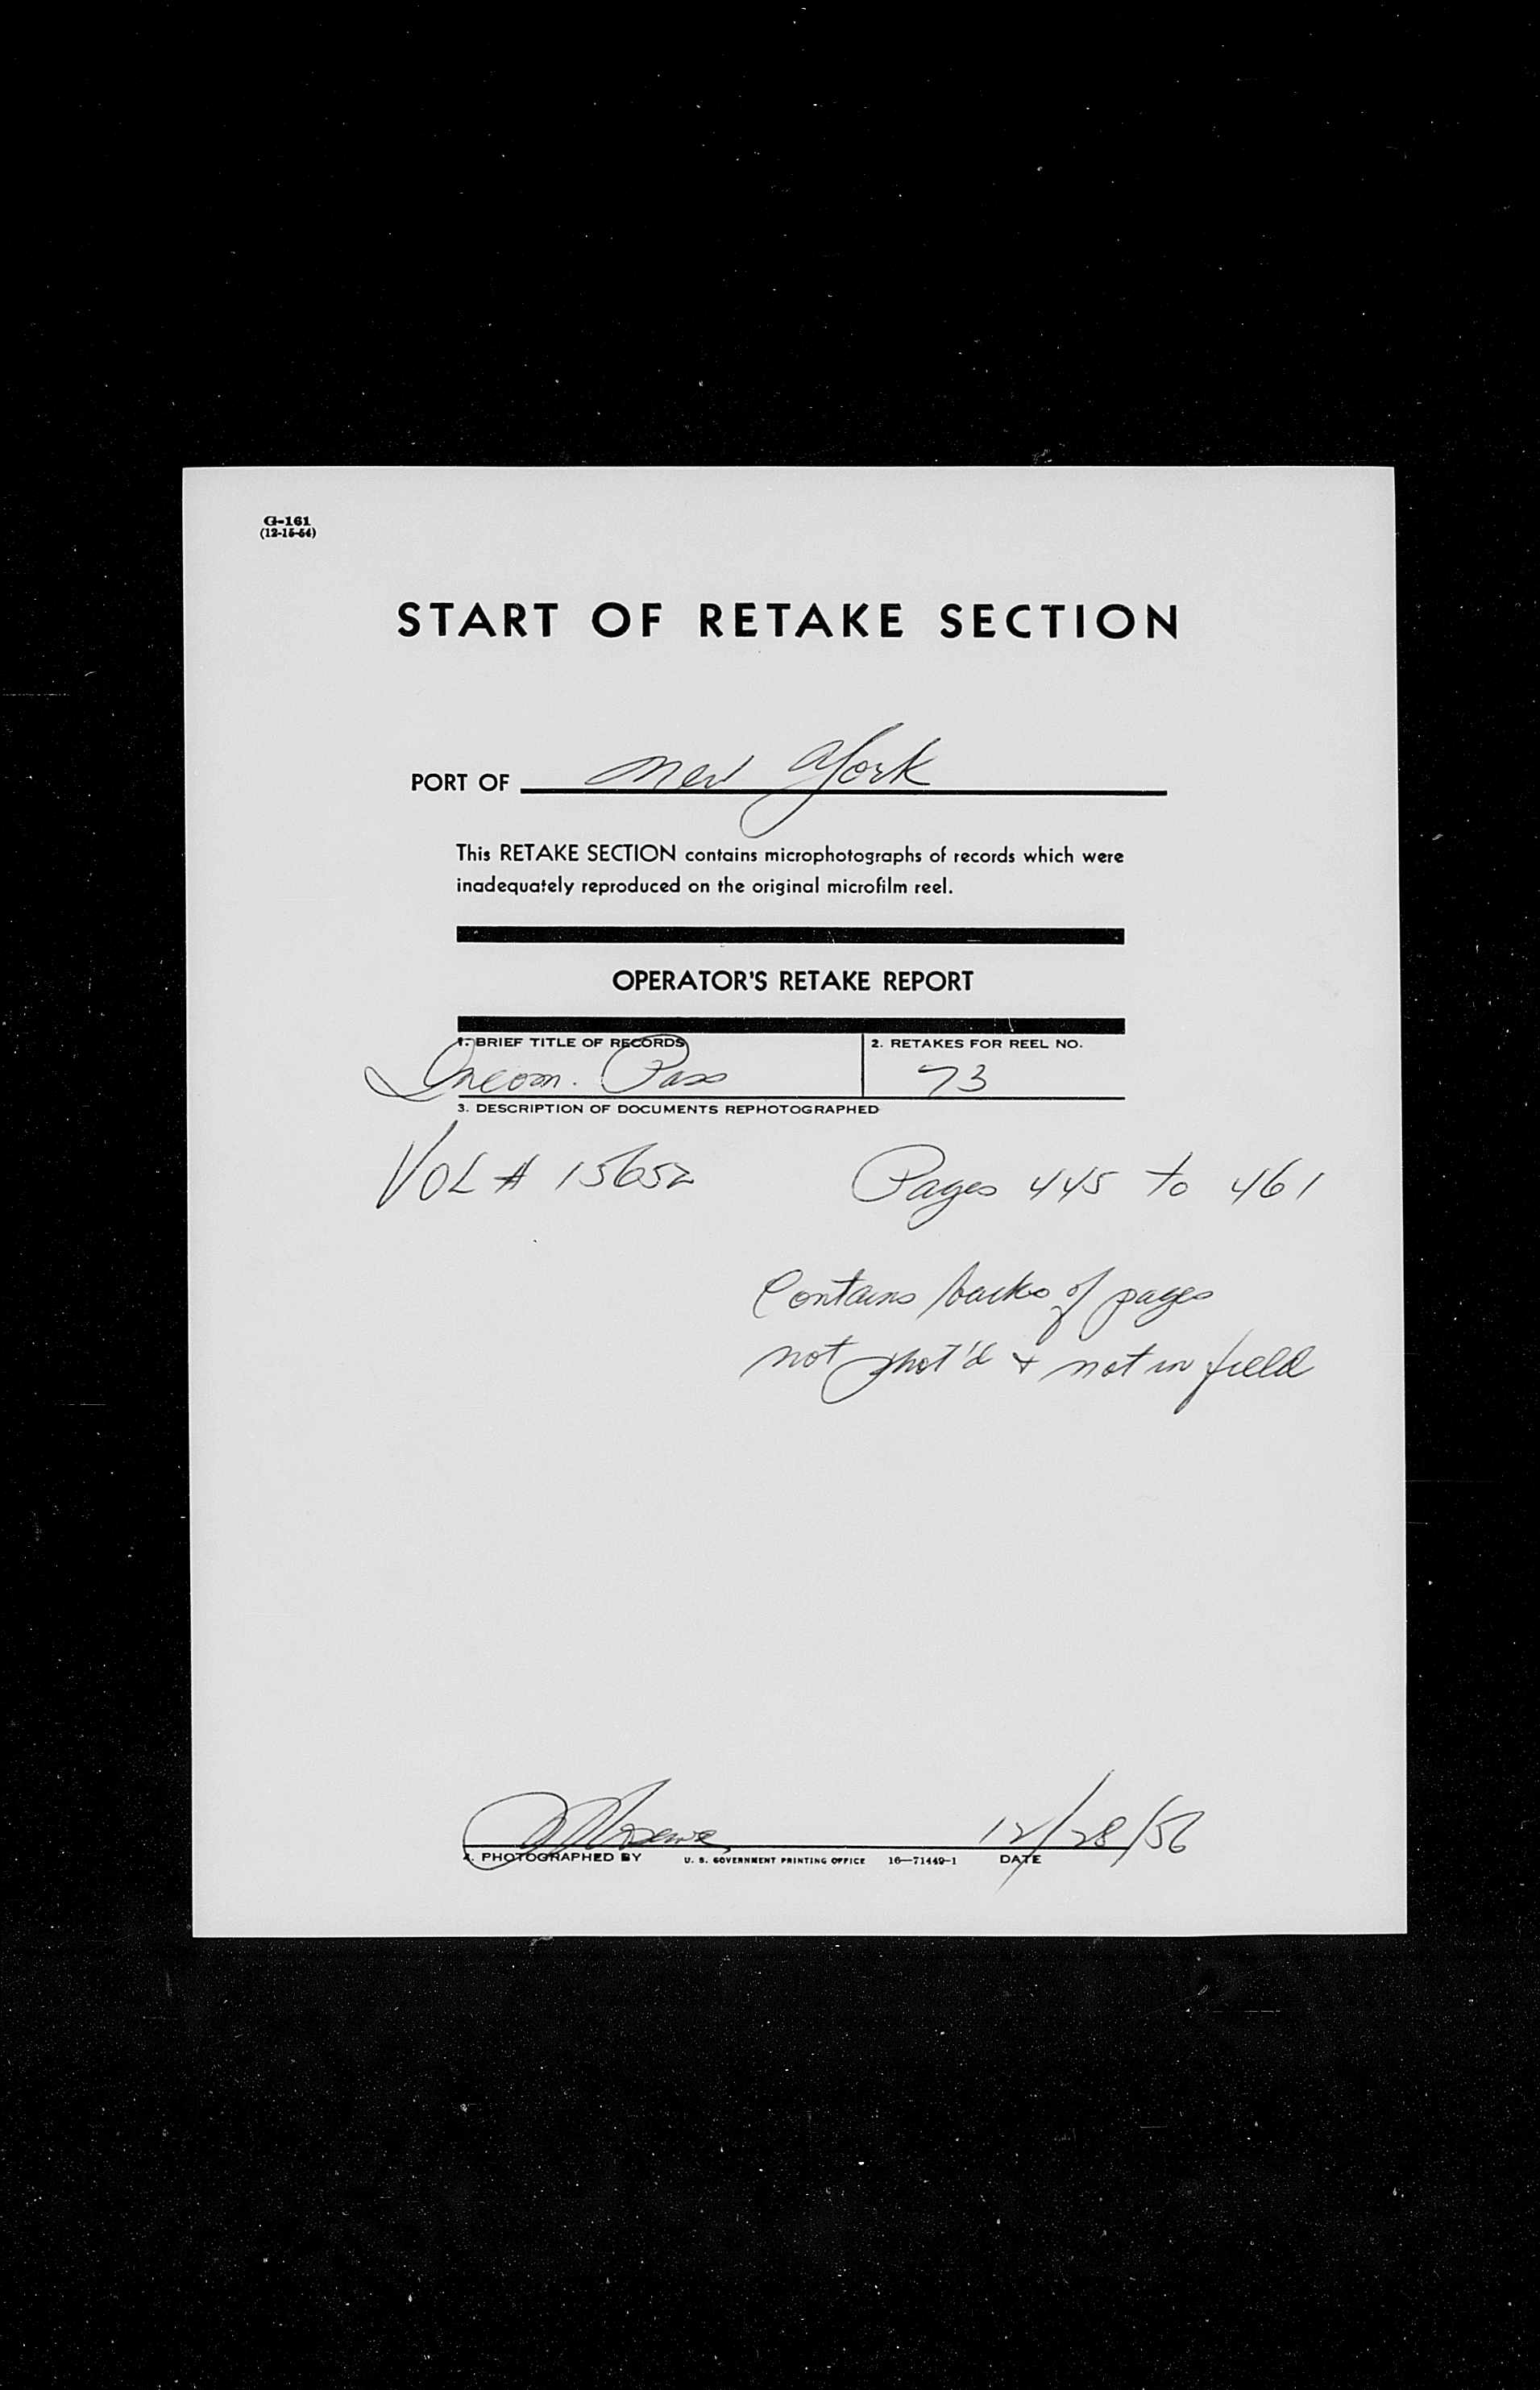 G-161
(12-15-54)
START OF RETAKE SECTION
PORT OF New York
This RETAKE SECTION contains microphotographs of records which were
inadequately reproduced on the original microfilm reel.
OPERATOR'S RETAKE REPORT
1. BRIEF TITLE OF RECORDS 2. RETAKES FOR REEL NO.
Incom. Pass 73
3. DESCRIPTION OF DOCUMENTS REPHOTOGRAPHED
VOL # 15652 Pages 445 to 461
Contains backs of pages
not phot'd + not in field
12/28/56
4. PHOTOGRAPHED BY U. S. GOVERNMENT PRINTING OFFICE 16—71449-1 DATE